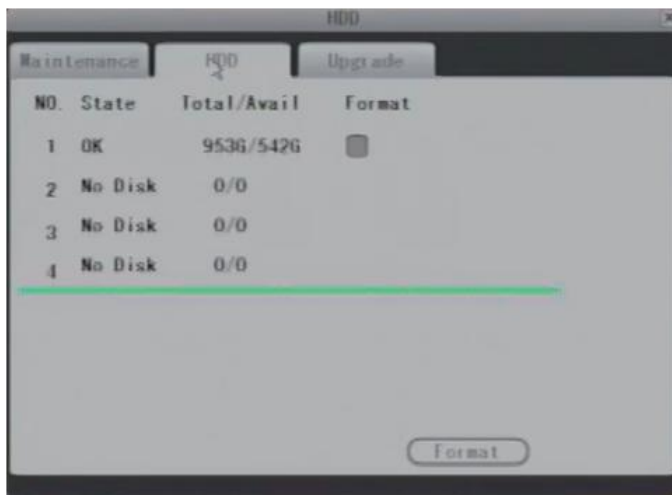 HDD
Maintenance HDD Upgrade
NO. State Total/Avail Format
1 OK 953G/542G
2 No Disk 0/0
3 No Disk 0/0
4 No Disk 0/0
Format